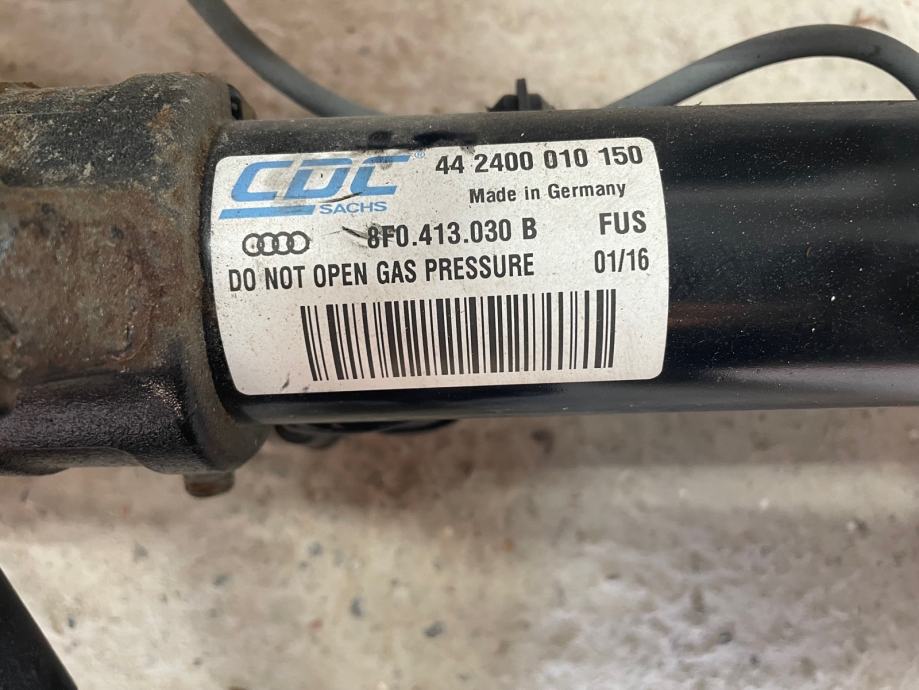 CDC® 44 2400 010 150
SACHS Made in Germany
8F0.413.030 B FUS
DO NOT OPEN GAS PRESSURE 01/16